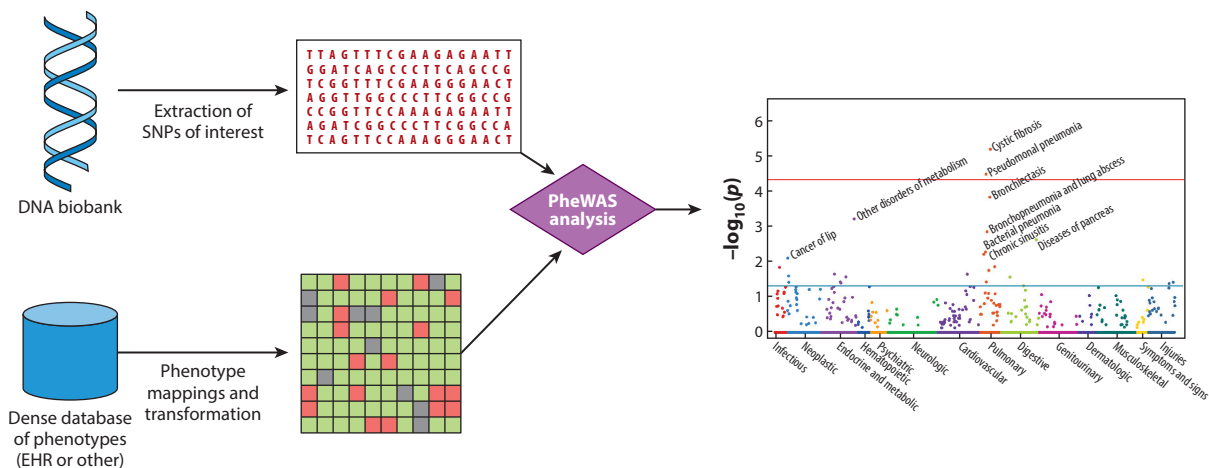 TTAGTTTCGAAGAGAATT
GGATCAGCCCTTCAGCCG
TCGGTTTCGAAGGGAACT
AGGTTGGCCCTTCGGCCG
CCGGTTCCAAAGAGAATT
AGATCGGCCCTTCGGCCA
TCAGTTCCAAAGGGAACT
Extraction of
SNPs of interest
DNA biobank
PheWAS
analysis
Dense database
of phenotypes
(EHR or other)
Phenotype
mappings and
transformation
–log10(p)
6
5
4
3
2
1
0
Cystic fibrosis
Pseudomonal pneumonia
Bronchiectasis
Other disorders of metabolism
Bronchopneumonia and lung abscess
Bacterial pneumonia
Chronic sinusitis
Diseases of pancreas
Cancer of lip
Infectious
Neoplastic
Endocrine and metabolic
Hematopoietic
Psychiatric
Neurologic
Cardiovascular
Pulmonary
Digestive
Genitourinary
Dermatologic
Musculoskeletal
Symptoms and signs
Injuries